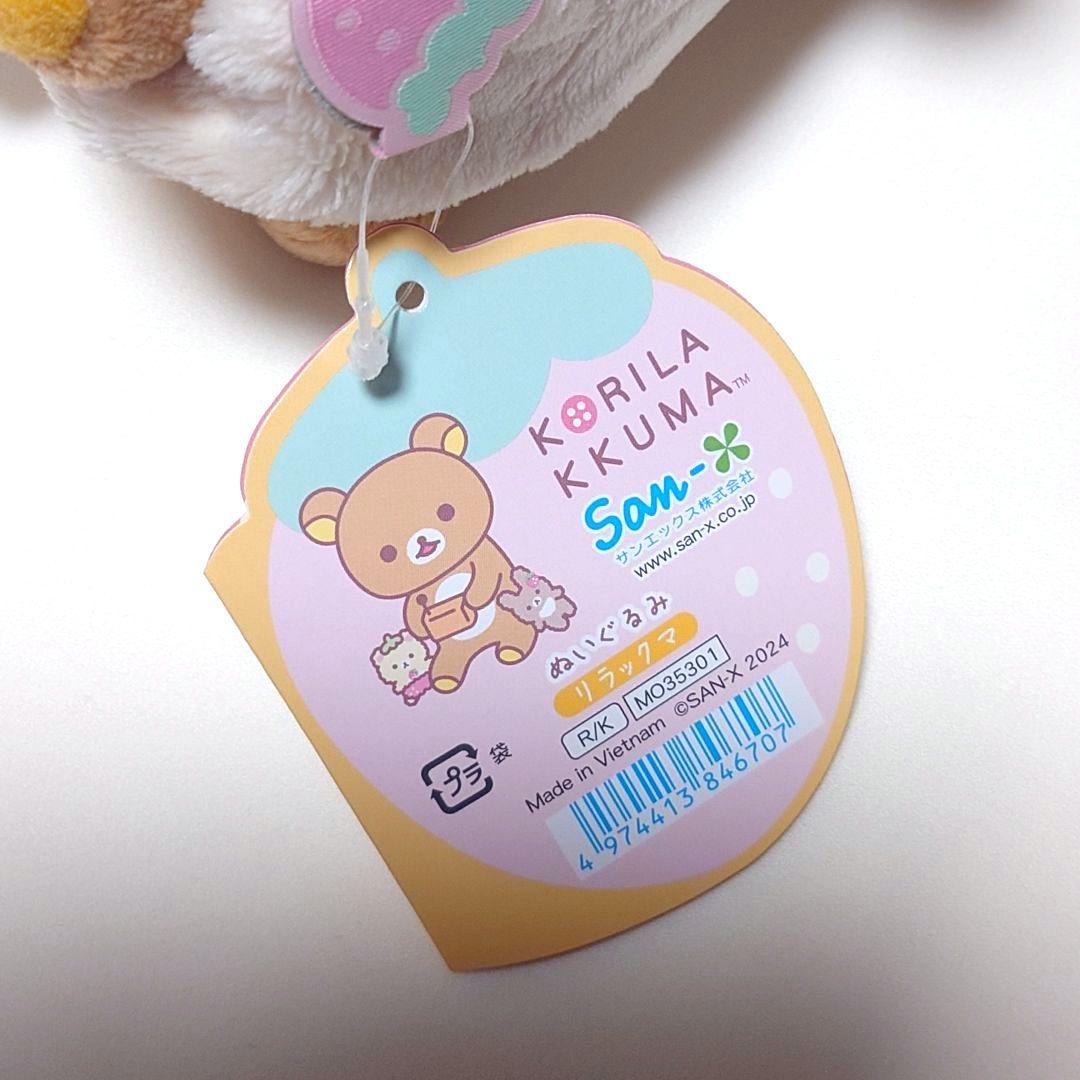 KORILA
KKUMA™
San-X
サンエックス株式会社
www.san-x.co.jp
ぬいぐるみ
リラックマ
R/K MO35301
Made in Vietnam ©SAN-X 2024
プラ 袋
4 974413 846707